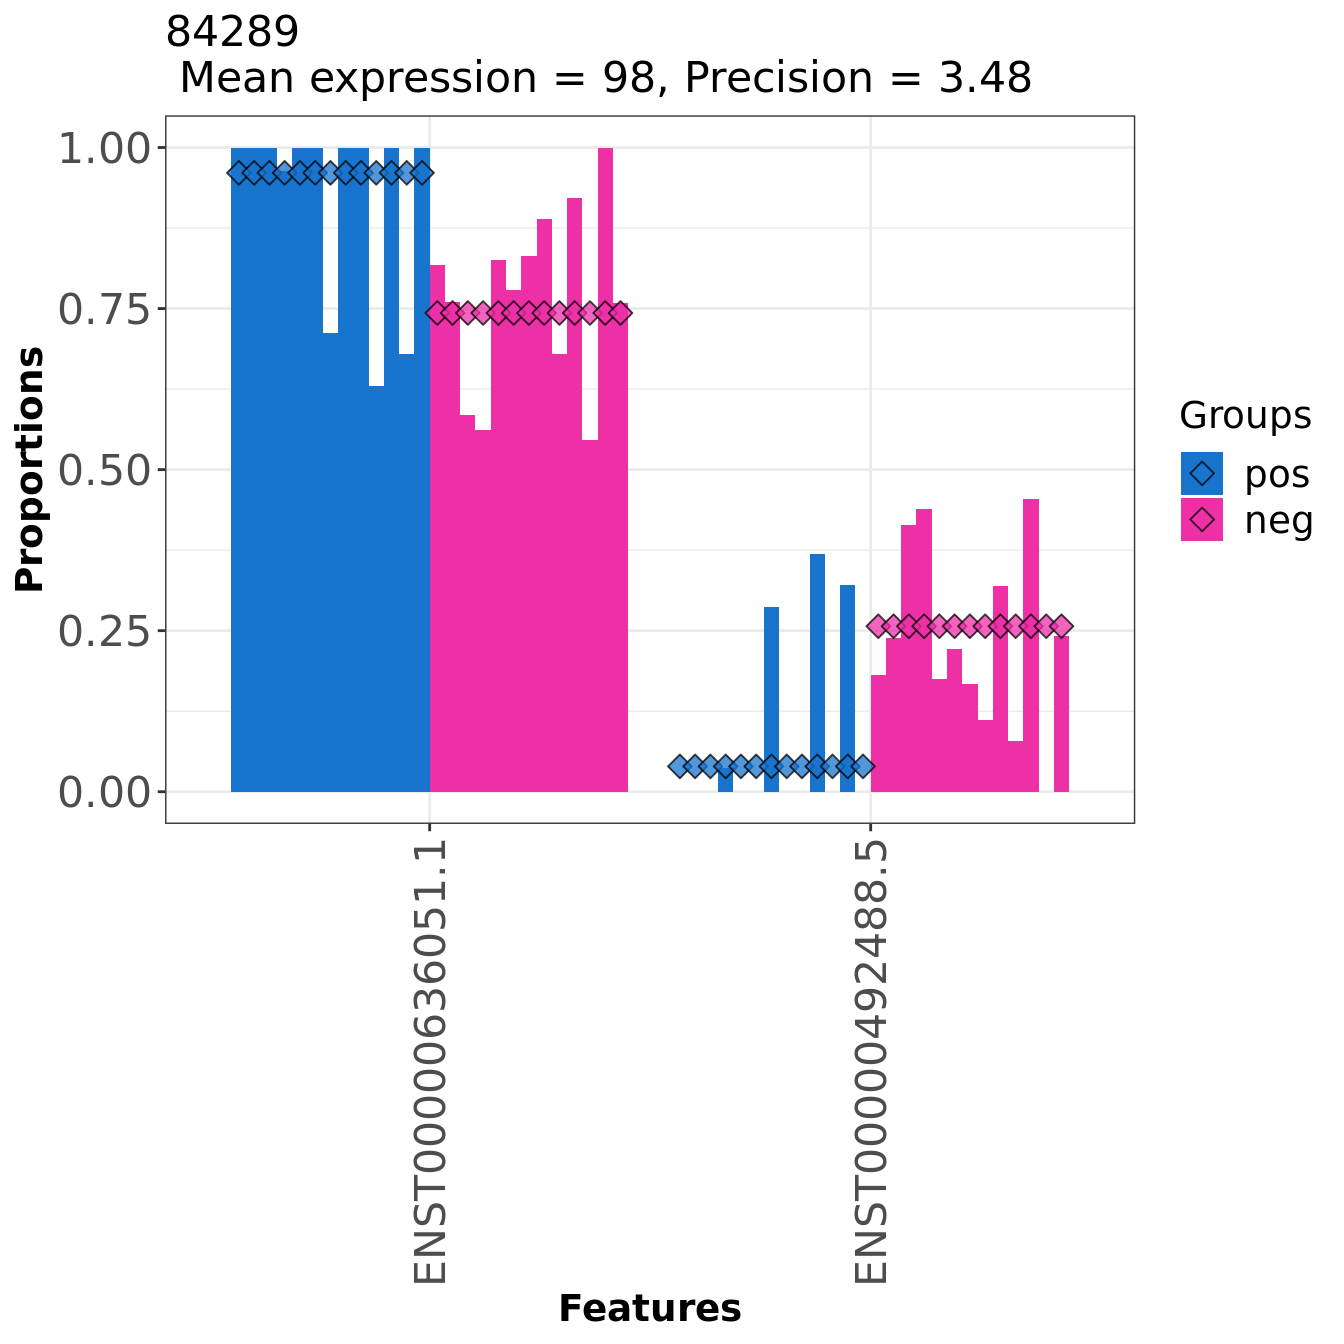 84289
Mean expression = 98, Precision = 3.48
1.00
0.75
0.50
0.25
0.00
Proportions
Groups
pos
neg
ENST00000636051.1
ENST00000492488.5
Features